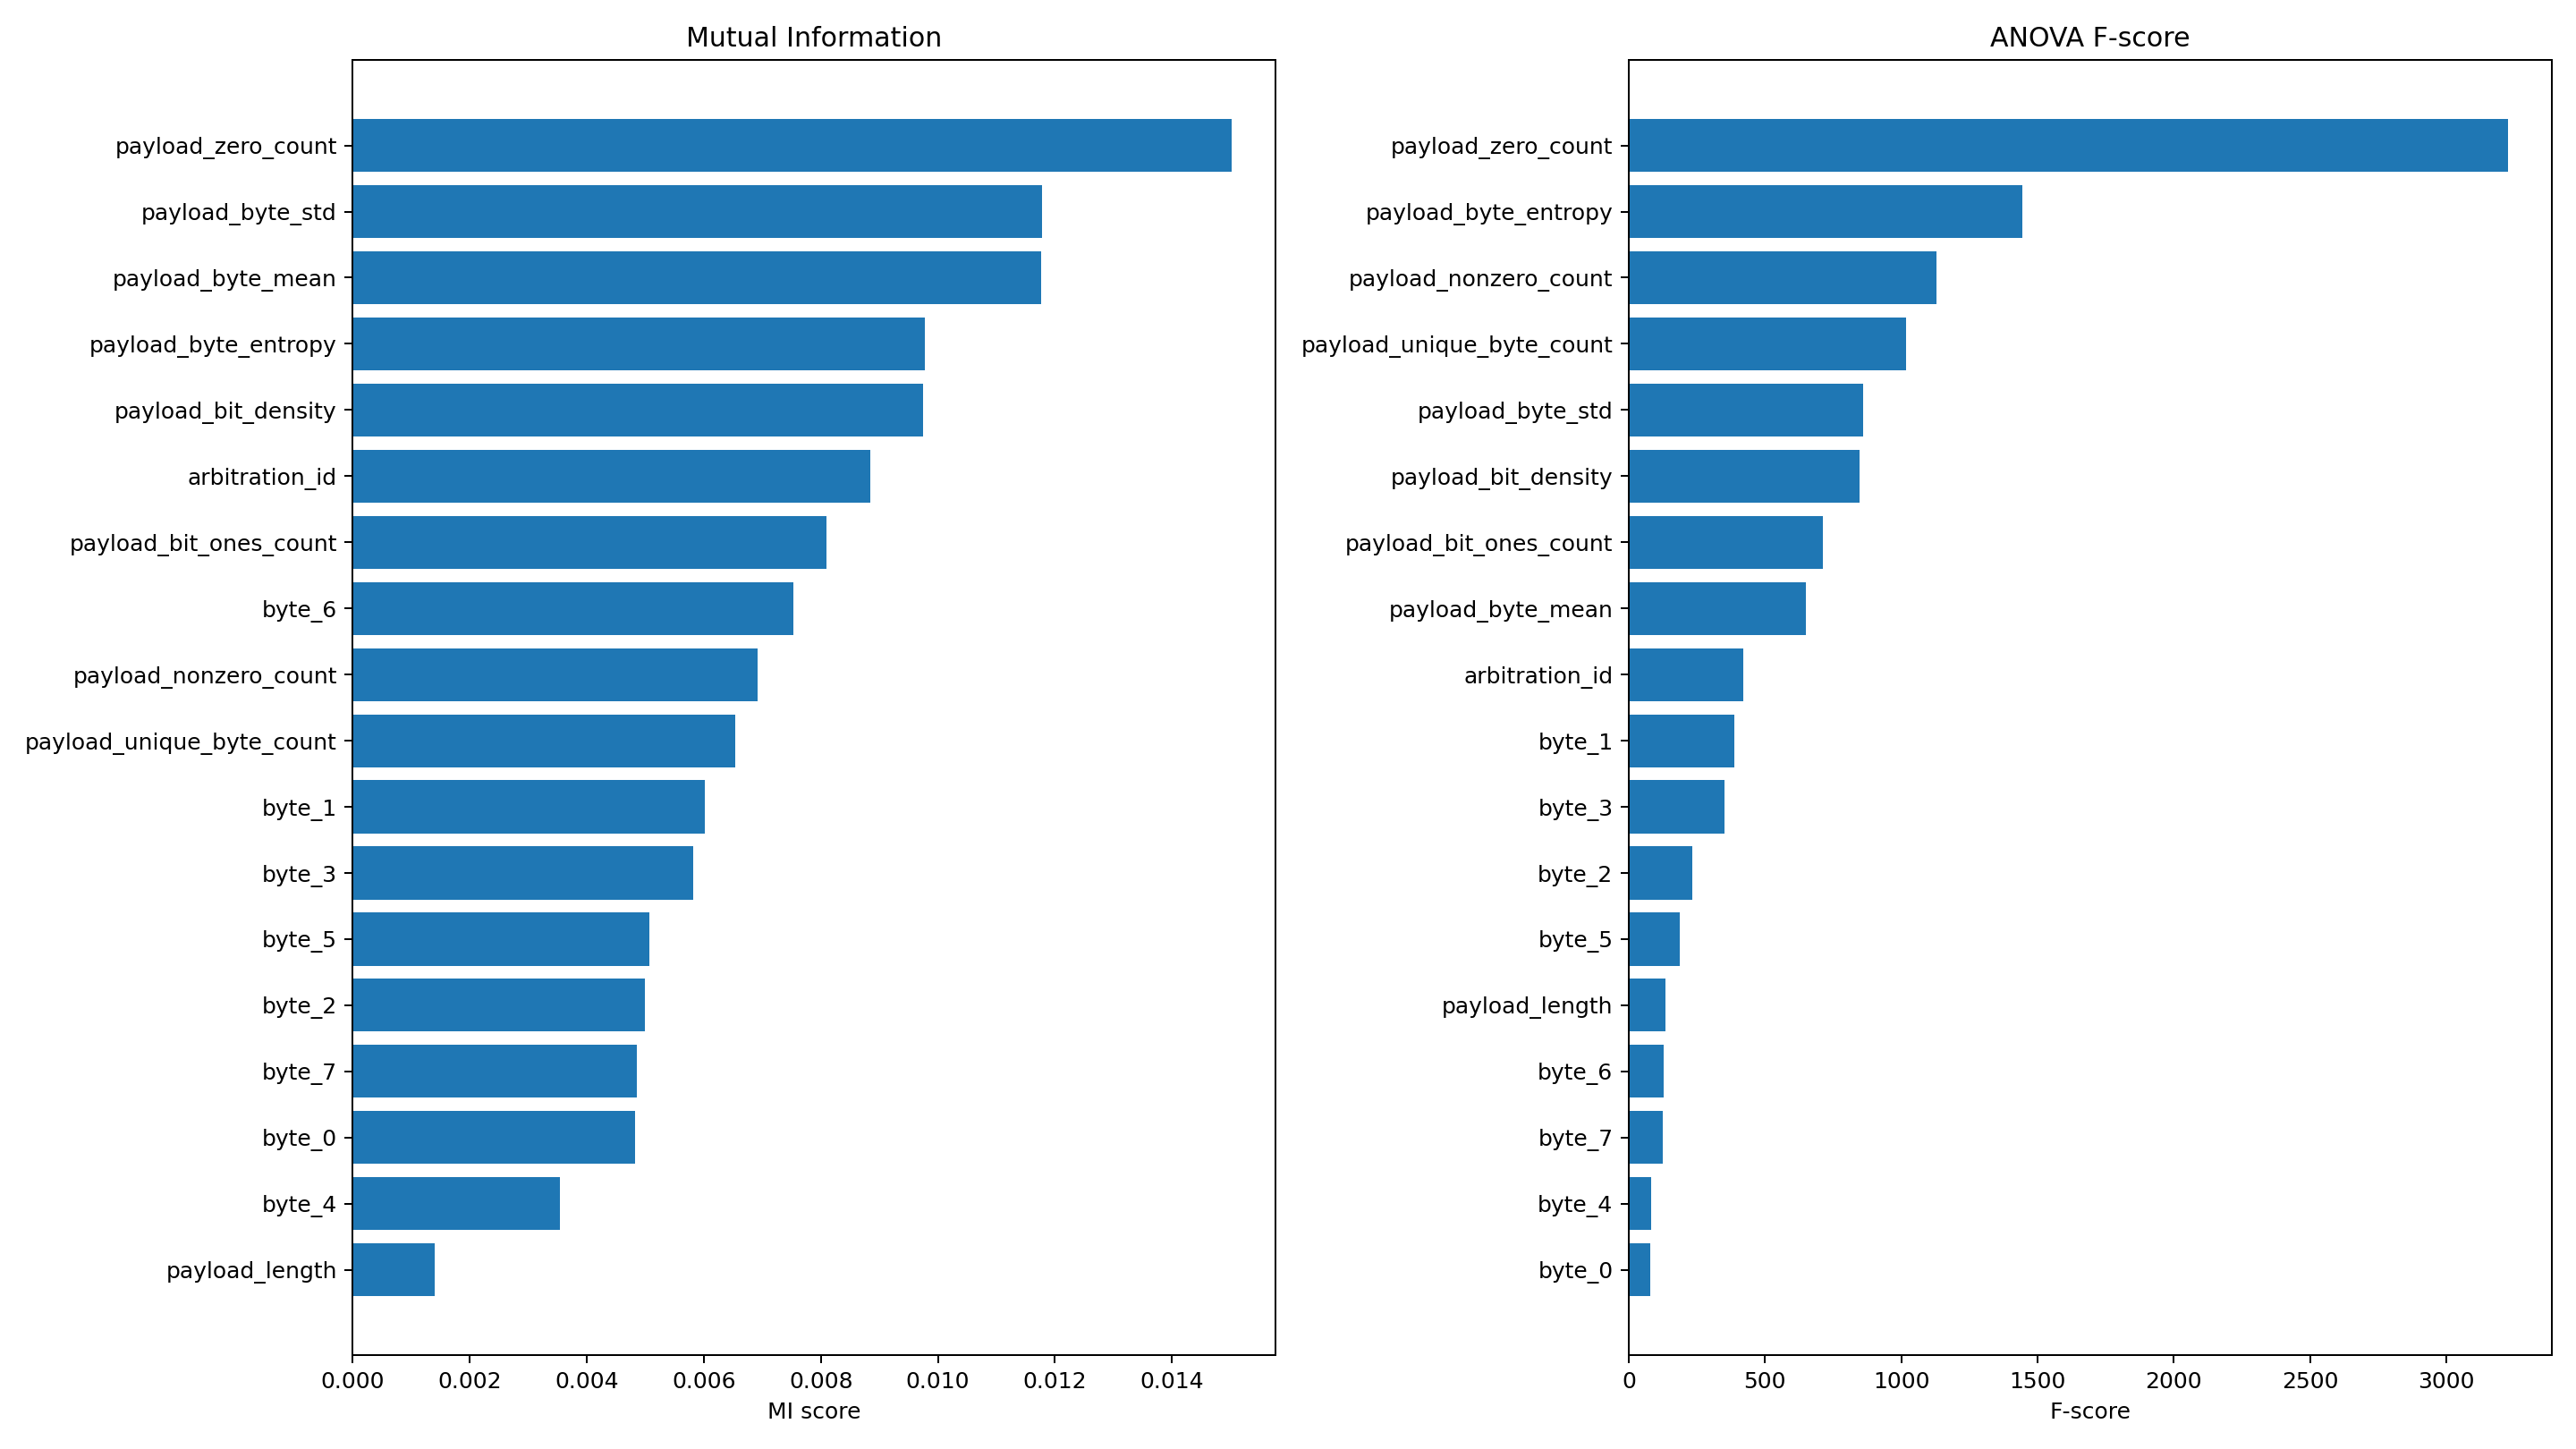 Mutual Information
payload_zero_count
payload_byte_std
payload_byte_mean
payload_byte_entropy
payload_bit_density
arbitration_id
payload_bit_ones_count
byte_6
payload_nonzero_count
payload_unique_byte_count
byte_1
byte_3
byte_5
byte_2
byte_7
byte_0
byte_4
payload_length
0.000 0.002 0.004 0.006 0.008 0.010 0.012 0.014
MI score
ANOVA F-score
payload_zero_count
payload_byte_entropy
payload_nonzero_count
payload_unique_byte_count
payload_byte_std
payload_bit_density
payload_bit_ones_count
payload_byte_mean
arbitration_id
byte_1
byte_3
byte_2
byte_5
payload_length
byte_6
byte_7
byte_4
byte_0
0 500 1000 1500 2000 2500 3000
F-score